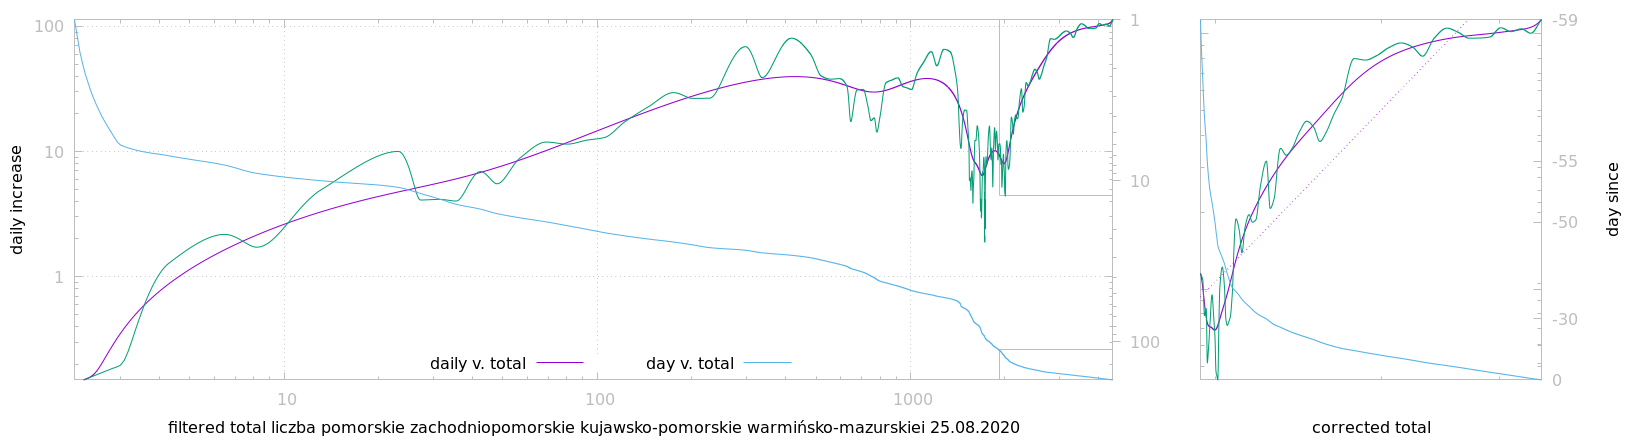 100
10
1
daily increase
10
100
1000
1
10
100
daily v. total
day v. total
filtered total liczba pomorskie zachodniopomorskie kujawsko-pomorskie warmińsko-mazurskiei 25.08.2020
-59
-55
-50
-30
0
day since
corrected total